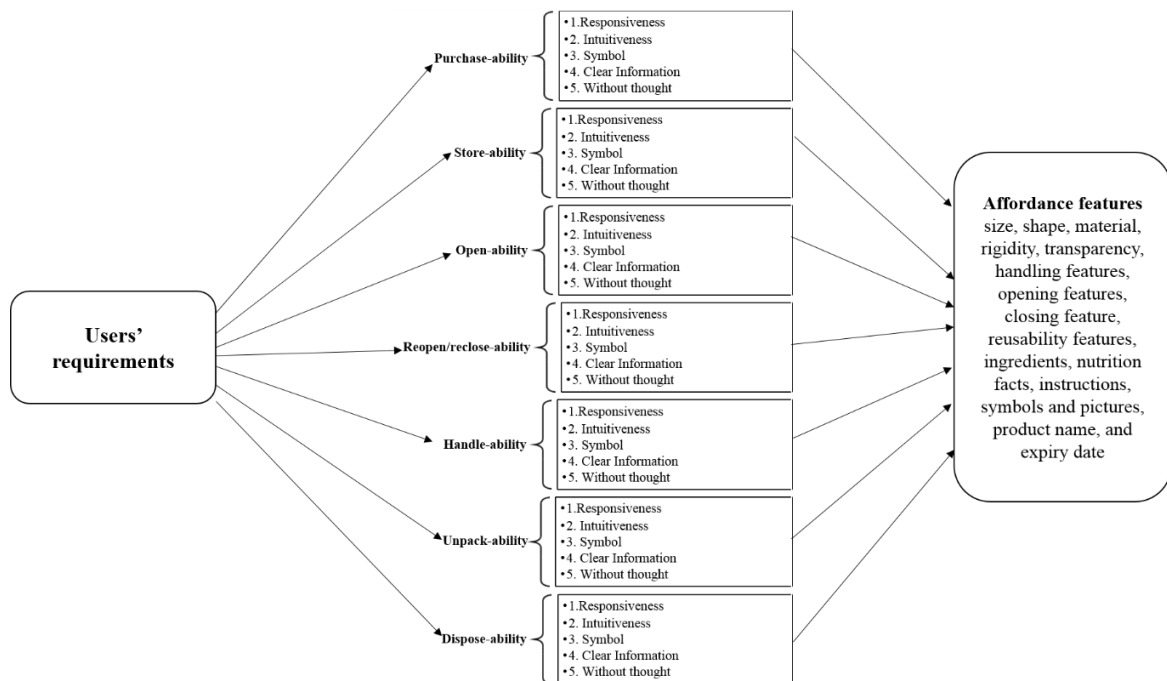 Users’
requirements
Purchase-ability
•1.Responsiveness
•2. Intuitiveness
•3. Symbol
•4. Clear Information
•5. Without thought
Store-ability
•1.Responsiveness
•2. Intuitiveness
•3. Symbol
•4. Clear Information
•5. Without thought
Open-ability
•1.Responsiveness
•2. Intuitiveness
•3. Symbol
•4. Clear Information
•5. Without thought
Reopen/reclose-ability
•1.Responsiveness
•2. Intuitiveness
•3. Symbol
•4. Clear Information
•5. Without thought
Handle-ability
•1.Responsiveness
•2. Intuitiveness
•3. Symbol
•4. Clear Information
•5. Without thought
Unpack-ability
•1.Responsiveness
•2. Intuitiveness
•3. Symbol
•4. Clear Information
•5. Without thought
Dispose-ability
•1.Responsiveness
•2. Intuitiveness
•3. Symbol
•4. Clear Information
•5. Without thought
Affordance features
size, shape, material,
rigidity, transparency,
handling features,
opening features,
closing feature,
reusability features,
ingredients, nutrition
facts, instructions,
symbols and pictures,
product name, and
expiry date